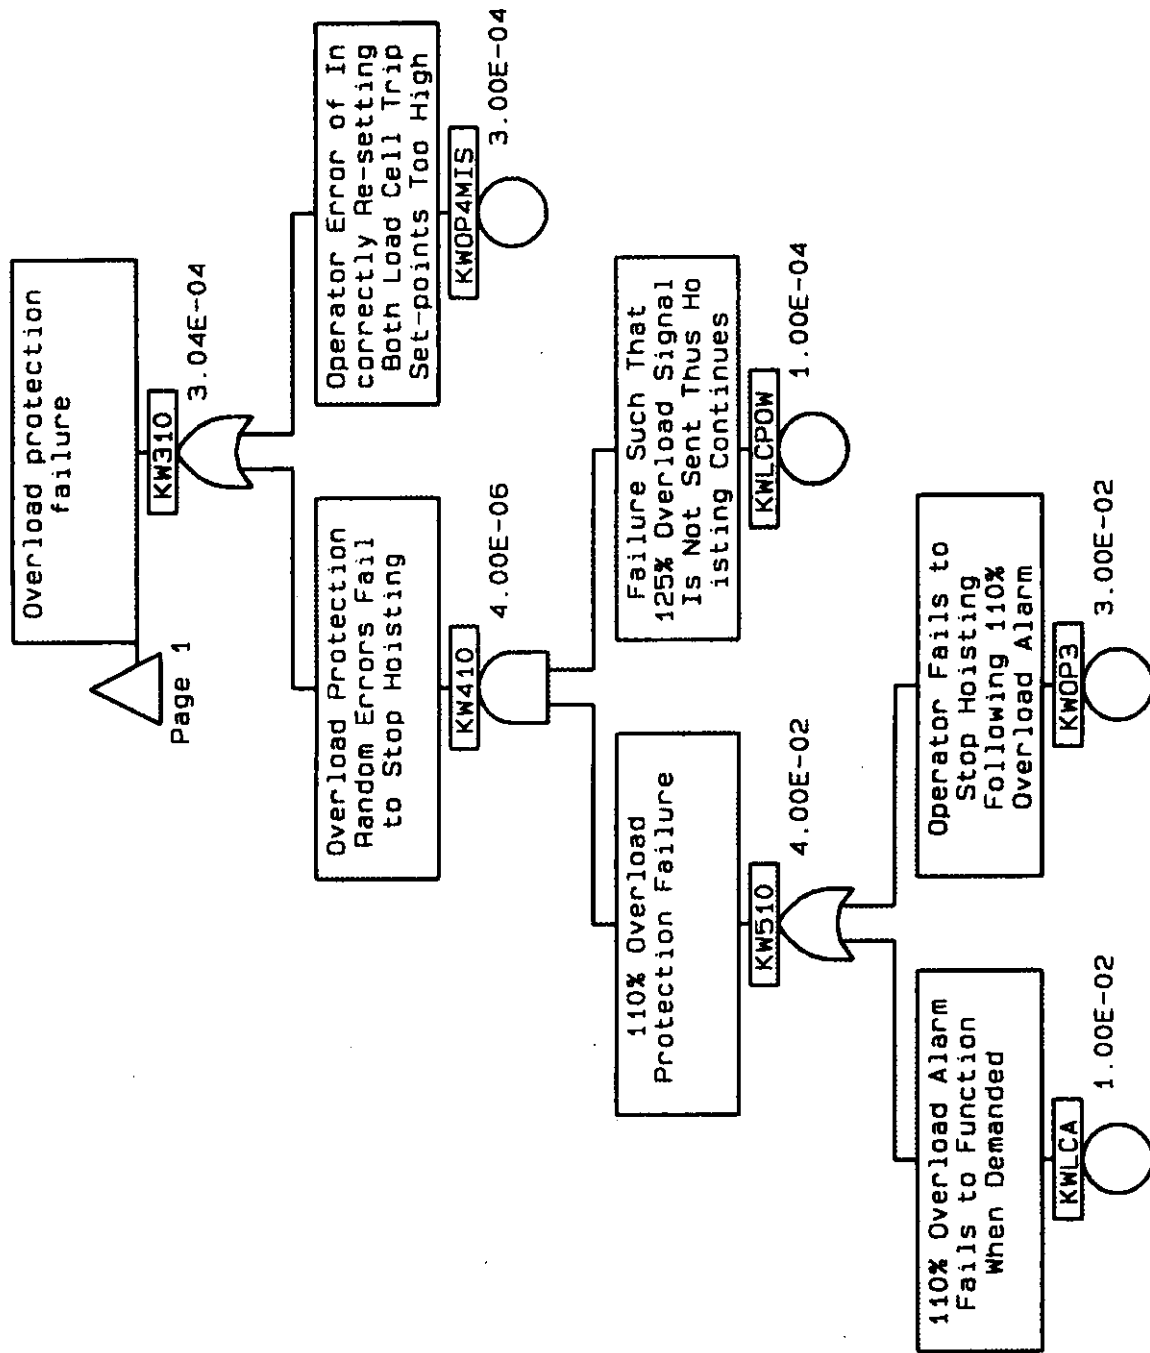 Overload protection
failure
Page 1
KW310
3.04E-04
Overload Protection
Random Errors Fail
to Stop Hoisting
KW410
4.00E-06
Operator Error of In
correctly Re-setting
Both Load Cell Trip
Set-points Too High
KWOP4MIS
3.00E-04
110% Overload
Protection Failure
KW510
4.00E-02
Failure Such That
125% Overload Signal
Is Not Sent Thus Ho
isting Continues
KWLCPOW
1.00E-04
110% Overload Alarm
Fails to Function
When Demanded
KWLCA
1.00E-02
Operator Fails to
Stop Hoisting
Following 110%
Overload Alarm
KWOP3
3.00E-02